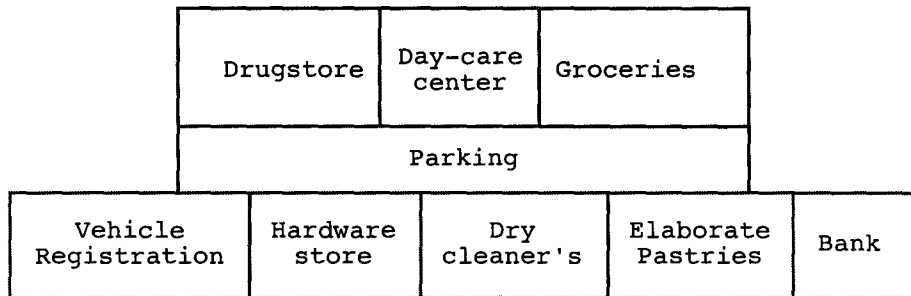 Drugstore
Day-care
center
Groceries
Parking
Vehicle
Registration
Hardware
store
Dry
cleaner's
Elaborate
Pastries
Bank